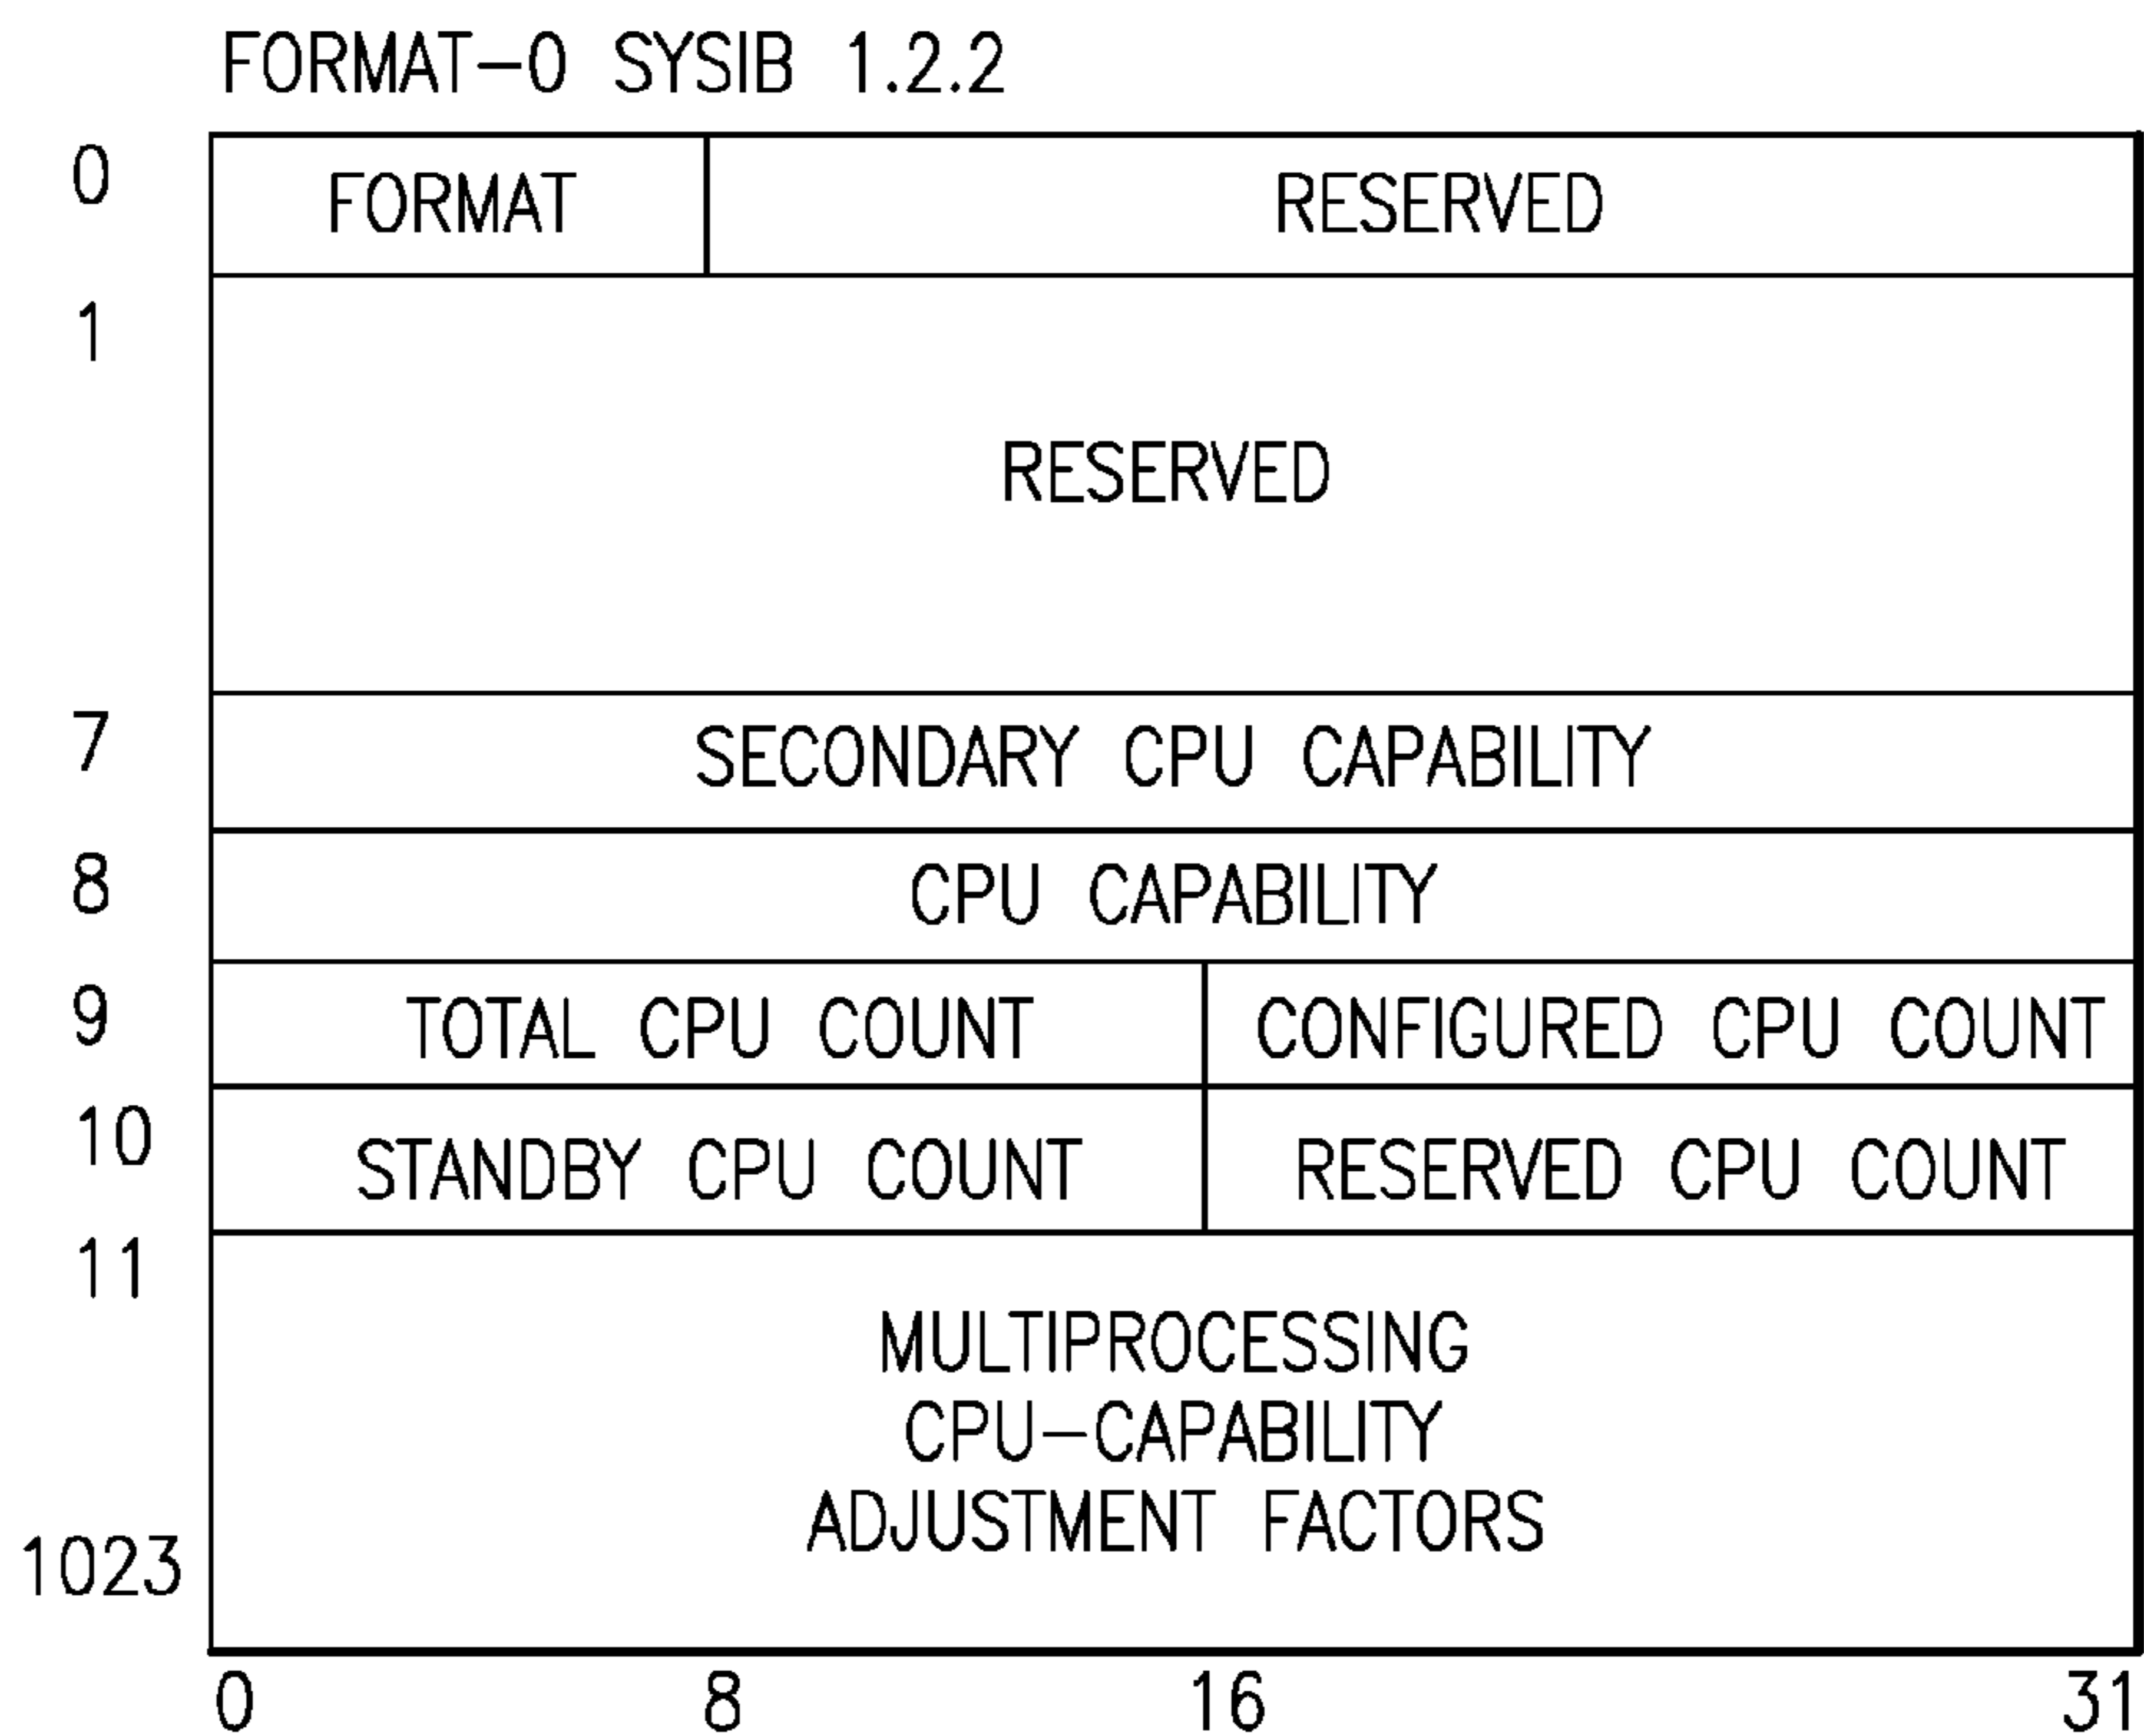 FORMAT-0 SYSIB 1.2.2
0 FORMAT RESERVED
1
RESERVED
7 SECONDARY CPU CAPABILITY
8 CPU CAPABILITY
9 TOTAL CPU COUNT CONFIGURED CPU COUNT
10 STANDBY CPU COUNT RESERVED CPU COUNT
11
MULTIPROCESSING
CPU-CAPABILITY
ADJUSTMENT FACTORS
1023
0 8 16 31